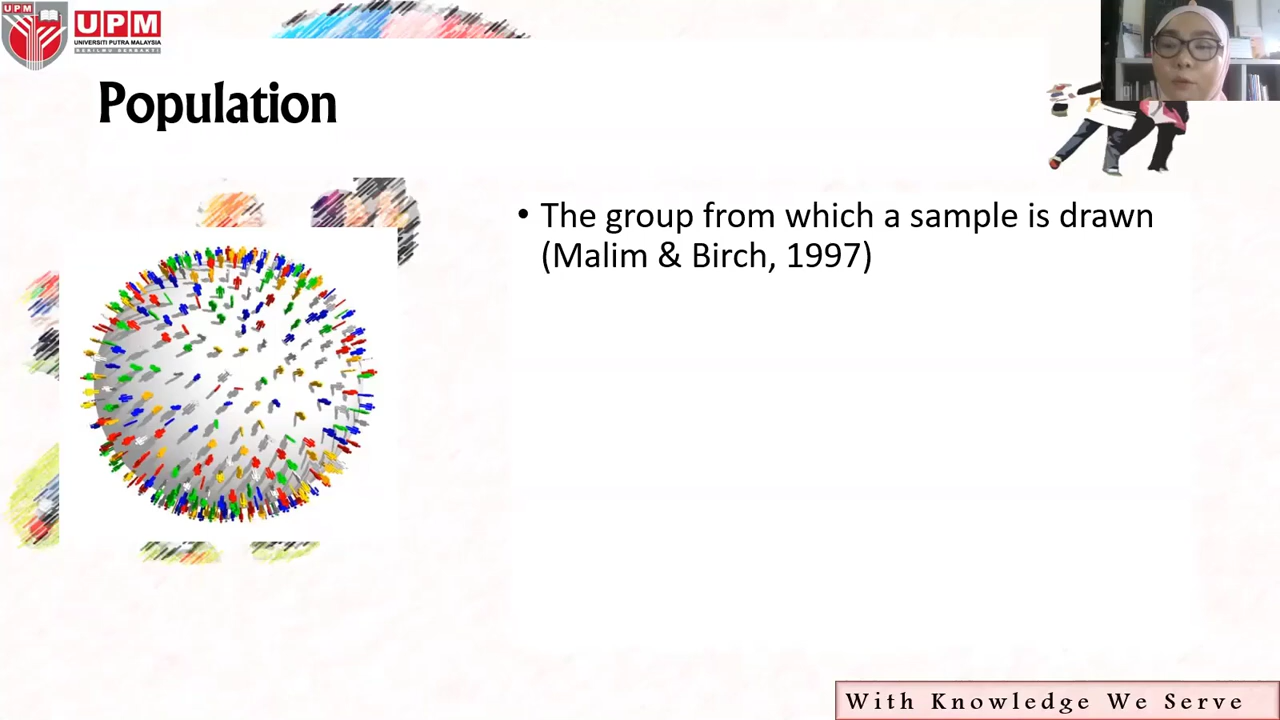 UPM
UPM
UNIVERSITI PUTRA MALAYSIA
BERILMU BERBAKTI
Population
• The group from which a sample is drawn
(Malim & Birch, 1997)
With Knowledge We Serve